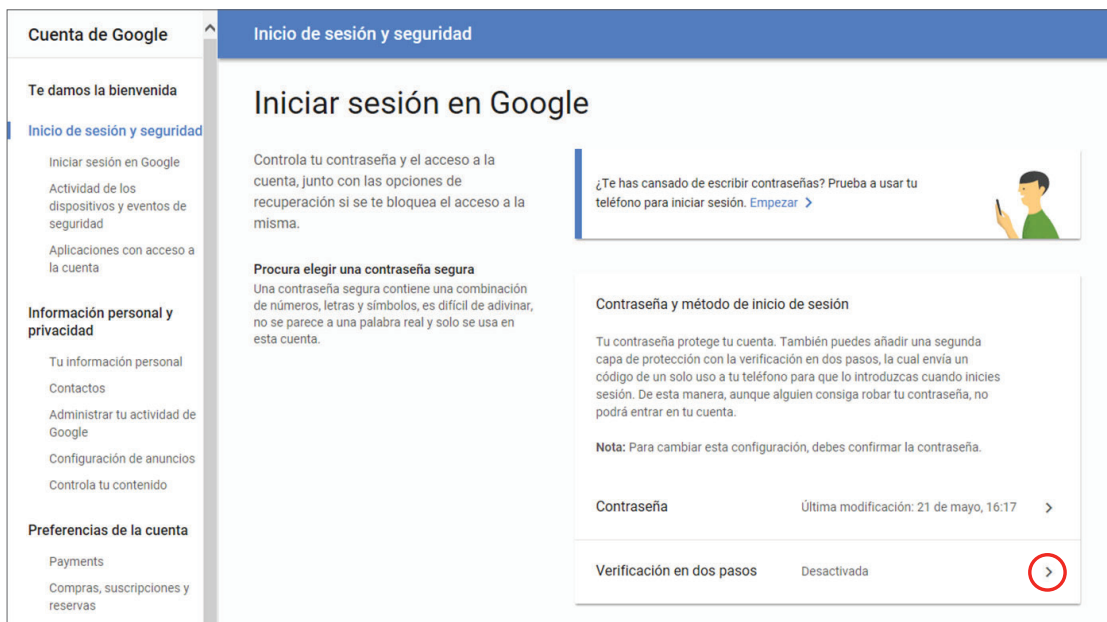 Cuenta de Google
Te damos la bienvenida
Inicio de sesión y seguridad
Iniciar sesión en Google
Actividad de los
dispositivos y eventos de
seguridad
Aplicaciones con acceso a
la cuenta
Información personal y
privacidad
Tu información personal
Contactos
Administrar tu actividad de
Google
Configuración de anuncios
Controla tu contenido
Preferencias de la cuenta
Payments
Compras, suscripciones y
reservas
Inicio de sesión y seguridad
Iniciar sesión en Google
Controla tu contraseña y el acceso a la
cuenta, junto con las opciones de
recuperación si se te bloquea el acceso a la
misma.
Procura elegir una contraseña segura
Una contraseña segura contiene una combinación
de números, letras y símbolos, es difícil de adivinar,
no se parece a una palabra real y solo se usa en
esta cuenta.
¿Te has cansado de escribir contraseñas? Prueba a usar tu
teléfono para iniciar sesión. Empezar
Contraseña y método de inicio de sesión
Tu contraseña protege tu cuenta. También puedes añadir una segunda
capa de protección con la verificación en dos pasos, la cual envía un
código de un solo uso a tu teléfono para que lo introduzcas cuando inicies
sesión. De esta manera, aunque alguien consiga robar tu contraseña, no
podrá entrar en tu cuenta.
Nota: Para cambiar esta configuración, debes confirmar la contraseña.
Contraseña Última modificación: 21 de mayo, 16:17
Verificación en dos pasos Desactivada